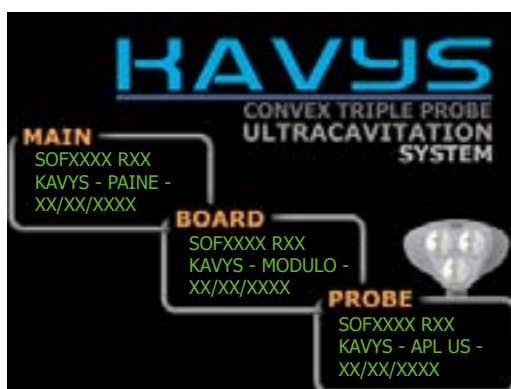 KAVYS
CONVEX TRIPLE PROBE
ULTRACAVITATION
SYSTEM
MAIN
SOFXXXX RXX
KAVYS - PAINE -
XX/XX/XXXX
BOARD
SOFXXXX RXX
KAVYS - MODULO -
XX/XX/XXXX
PROBE
SOFXXXX RXX
KAVYS - APL US -
XX/XX/XXXX